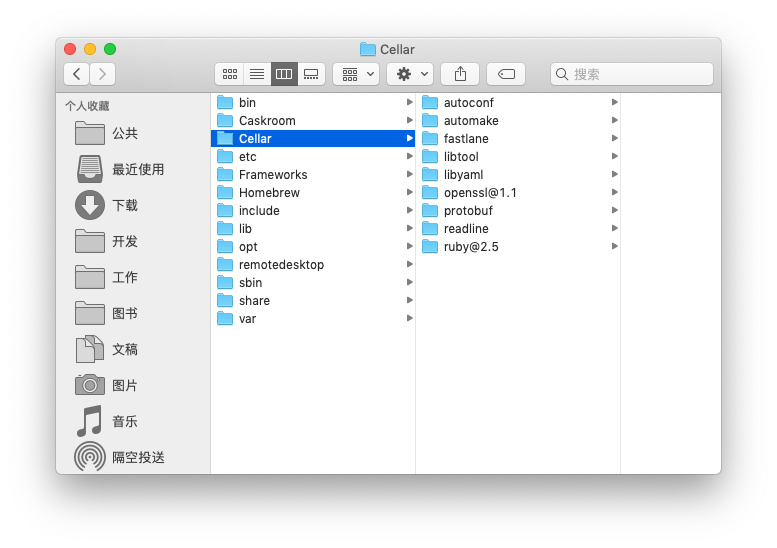 Cellar
搜索
个人收藏
公共
最近使用
下载
开发
工作
图书
文稿
图片
音乐
隔空投送
bin
Caskroom
Cellar
etc
Frameworks
Homebrew
include
lib
opt
remotedesktop
sbin
share
var
autoconf
automake
fastlane
libtool
libyaml
openssl@1.1
protobuf
readline
ruby@2.5